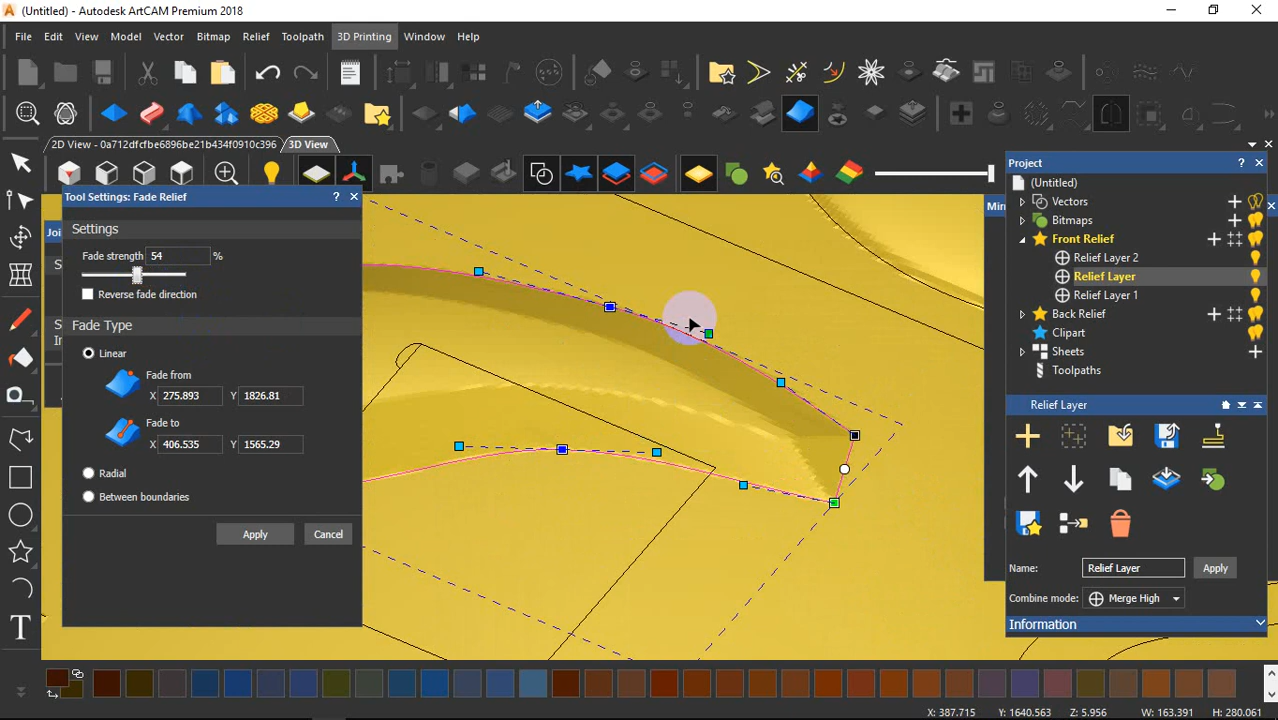 (Untitled) - Autodesk ArtCAM Premium 2018
File Edit View Model Vector Bitmap Relief Toolpath 3D Printing Window Help
2D View - 0a712dfcfbe6896be21b434f0910c396 3D View
Tool Settings: Fade Relief ?
Settings
Fade strength 54 %
Reverse fade direction
Fade Type
Linear
Fade from
X 275.893 Y 1826.81
Fade to
X 406.535 Y 1565.29
Radial
Between boundaries
Apply Cancel
Joi
Mir
Project ?
(Untitled)
Vectors
Bitmaps
Front Relief
Relief Layer 2
Relief Layer
Relief Layer 1
Back Relief
Clipart
Sheets
Toolpaths
Relief Layer
Name: Relief Layer Apply
Combine mode: Merge High
Information
X: 387.715 Y: 1640.563 Z: 5.956 W: 163.391 H: 280.061